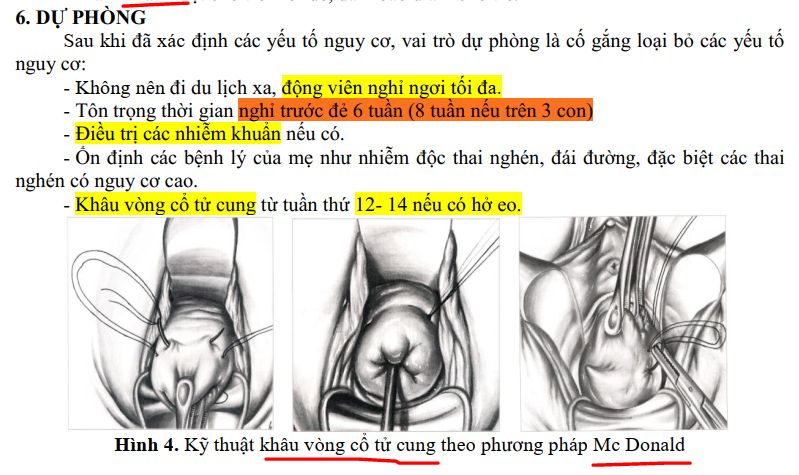 6. DỰ PHÒNG
Sau khi đã xác định các yếu tố nguy cơ, vai trò dự phòng là cố gắng loại bỏ các yếu tố
nguy cơ:
- Không nên đi du lịch xa, động viên nghỉ ngơi tối đa.
- Tôn trọng thời gian nghỉ trước đẻ 6 tuần (8 tuần nếu trên 3 con)
- Điều trị các nhiễm khuẩn nếu có.
- Ổn định các bệnh lý của mẹ như nhiễm độc thai nghén, đái đường, đặc biệt các thai
nghén có nguy cơ cao.
- Khâu vòng cổ tử cung từ tuần thứ 12- 14 nếu có hở eo.
Hình 4. Kỹ thuật khâu vòng cổ tử cung theo phương pháp Mc Donald